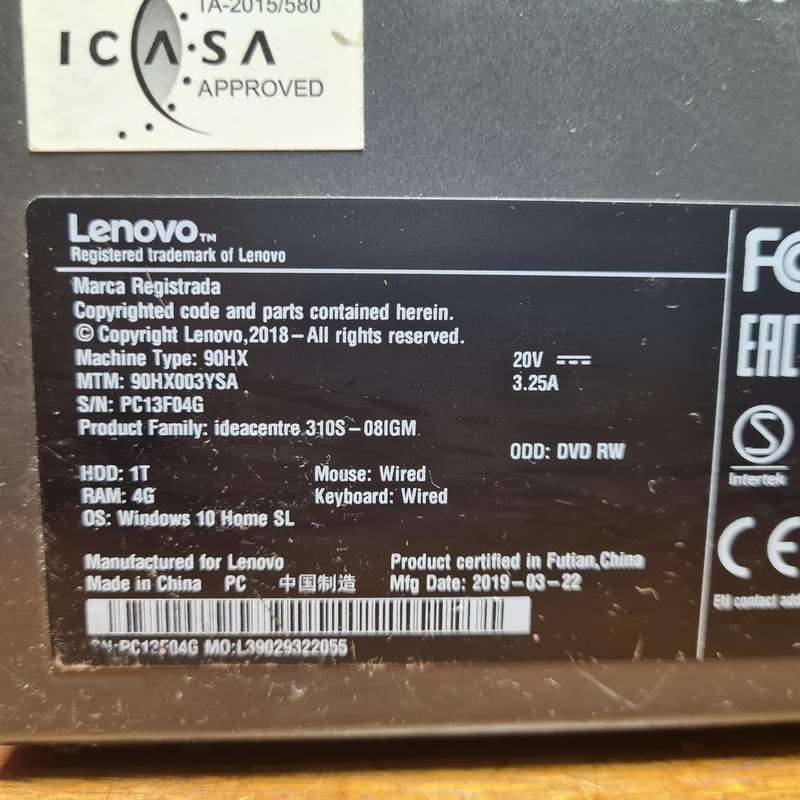 TA-2015/580
ICASA
APPROVED
Lenovo™
Registered trademark of Lenovo
Marca Registrada
Copyrighted code and parts contained herein.
© Copyright Lenovo,2018–All rights reserved.
Machine Type: 90HX
20V
MTM: 90HX003YSA
3.25A
S/N: PC13F04G
Product Family: ideacentre 310S–08IGM
ODD: DVD RW
HDD: 1T Mouse: Wired
RAM: 4G Keyboard: Wired
OS: Windows 10 Home SL
Manufactured for Lenovo Product certified in Futian,China
Made in China PC 中国制造 Mfg Date: 2019–03–22
SN:PC13F04G MO:L39029322055
FC
EAC
S
Intertek
CE
EU contact add